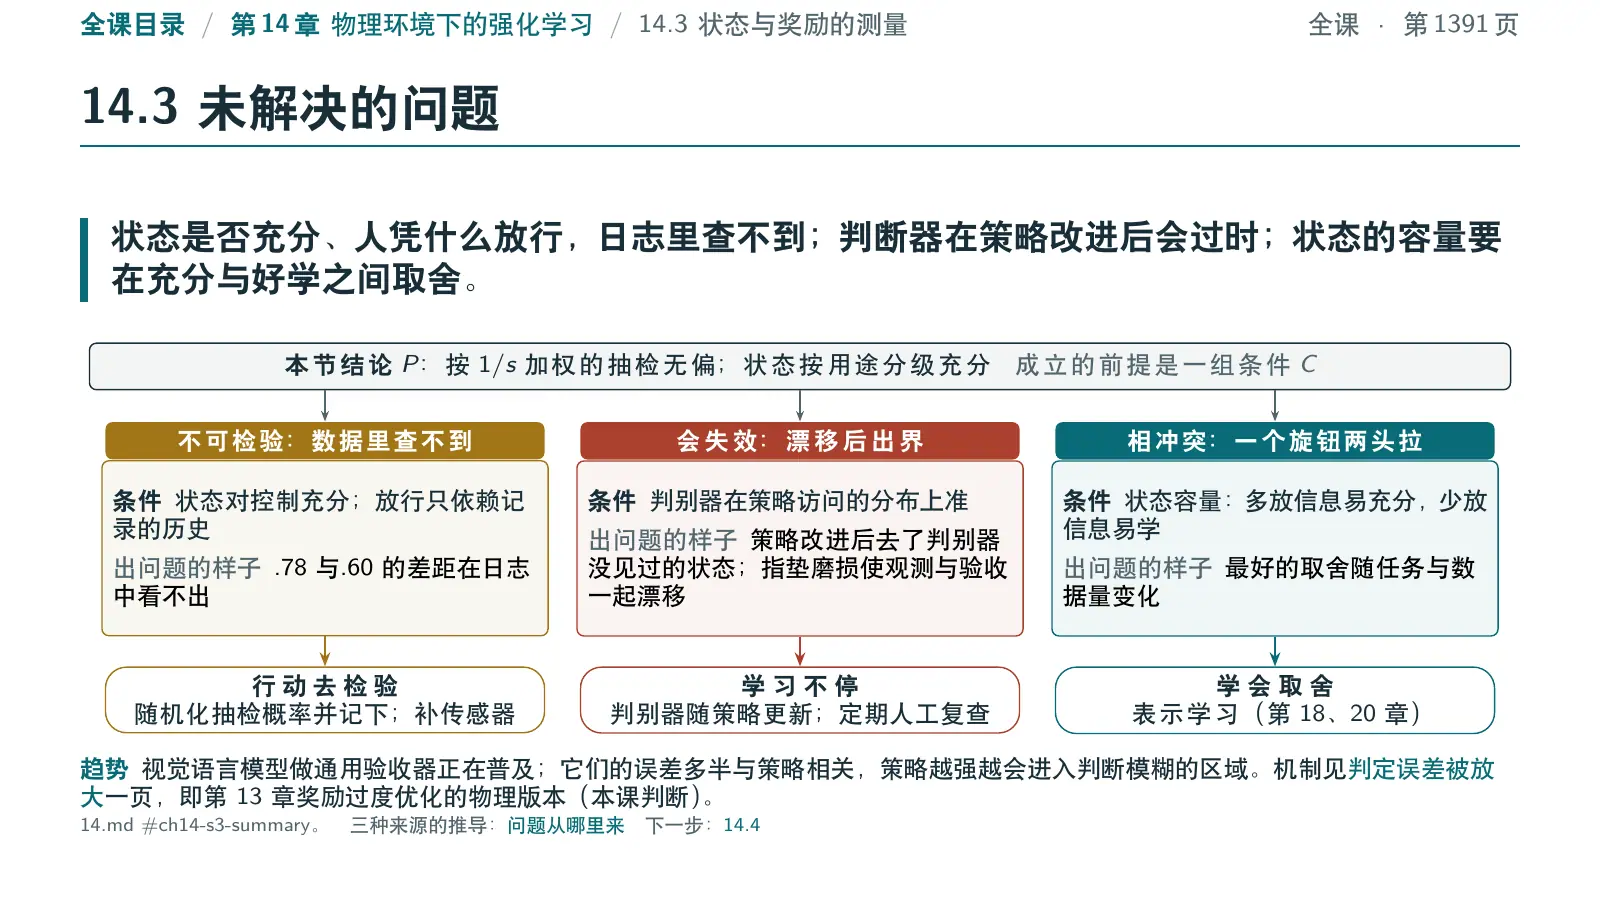 全课目录 / 第 14 章 物理环境下的强化学习 / 14.3 状态与奖励的测量
全课 · 第 1391 页
14.3 未解决的问题
状态是否充分、人凭什么放行，日志里查不到；判断器在策略改进后会过时；状态的容量要
在充分与好学之间取舍。
本节结论 P：按 1/s 加权的抽检无偏；状态按用途分级充分 成立的前提是一组条件 C
不可检验：数据里查不到
条件 状态对控制充分；放行只依赖记
录的历史
出问题的样子 .78 与.60 的差距在日志
中看不出
行动去检验
随机化抽检概率并记下；补传感器
会失效：漂移后出界
条件 判别器在策略访问的分布上准
出问题的样子 策略改进后去了判别器
没见过的状态；指垫磨损使观测与验收
一起漂移
学习不停
判别器随策略更新；定期人工复查
相冲突：一个旋钮两头拉
条件 状态容量：多放信息易充分，少放
信息易学
出问题的样子 最好的取舍随任务与数
据量变化
学会取舍
表示学习（第 18、20 章）
趋势 视觉语言模型做通用验收器正在普及；它们的误差多半与策略相关，策略越强越会进入判断模糊的区域。机制见判定误差被放
大一页，即第 13 章奖励过度优化的物理版本（本课判断）。
14.md #ch14-s3-summary。 三种来源的推导：问题从哪里来 下一步：14.4